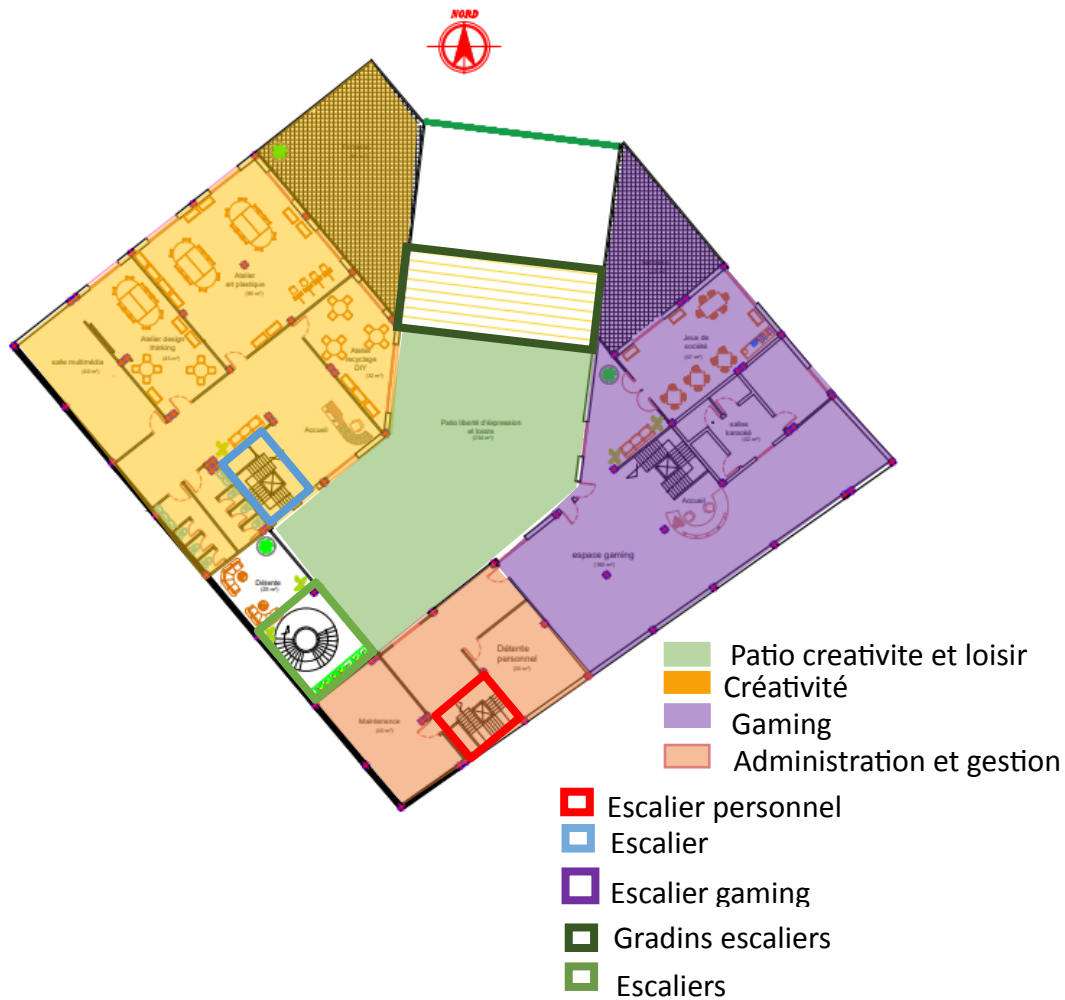 NORD
Atelier
art plastique
Atelier design
thinking
salle multimédia
Atelier
recyclage
DIY
Accueil
Patio liberté d'éxpression
et loisirs
Jeux de
société
salles
karaoké
Accueil
espace gaming
Détente
Détente
personnel
Maintenance
Patio creativite et loisir
Créativité
Gaming
Administration et gestion
Escalier personnel
Escalier
Escalier gaming
Gradins escaliers
Escaliers